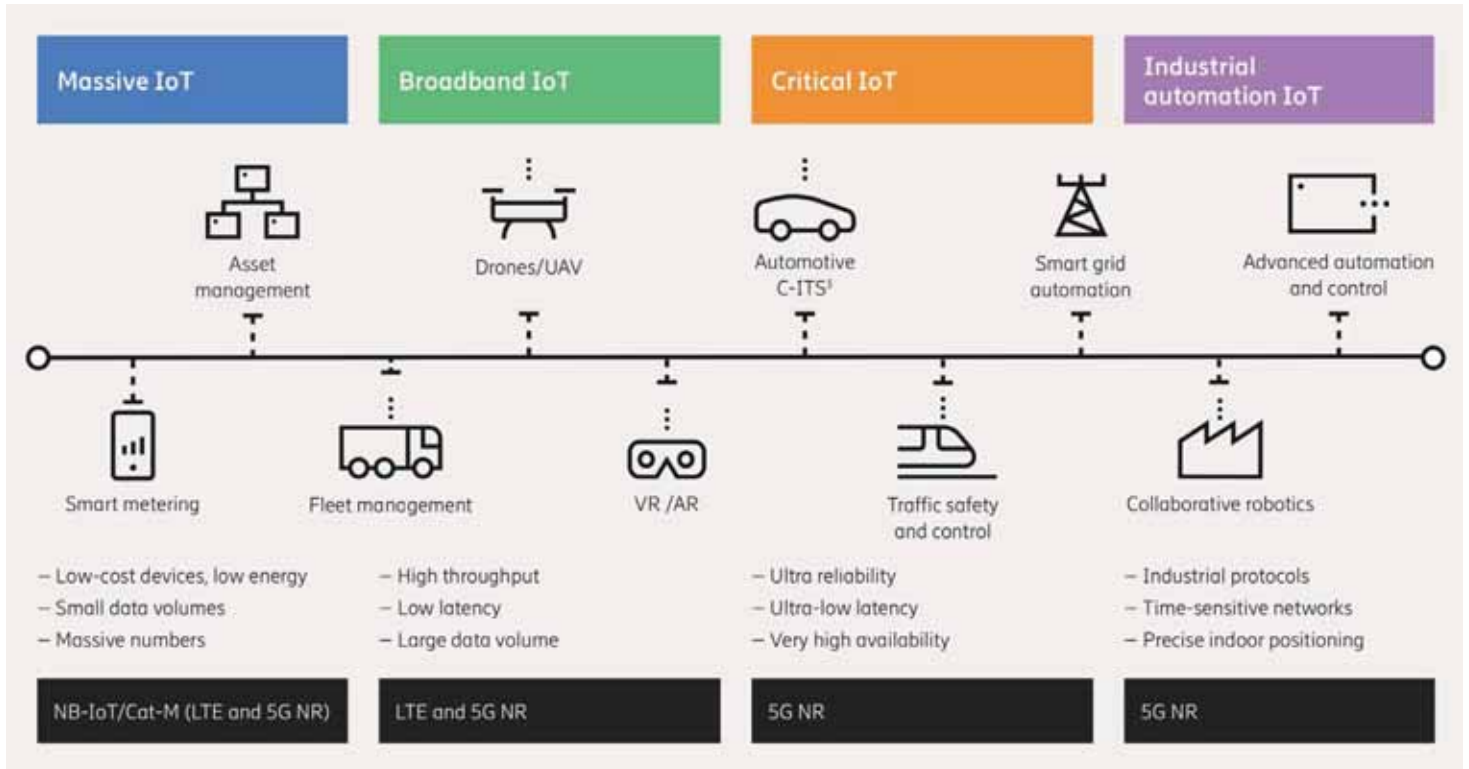 Massive IoT
Broadband IoT
Critical IoT
Industrial
automation IoT
Asset
management
Drones/UAV
Automotive
C-ITS³
Smart grid
automation
Advanced automation
and control
Smart metering
Fleet management
VR /AR
Traffic safety
and control
Collaborative robotics
– Low-cost devices, low energy
– Small data volumes
– Massive numbers
– High throughput
– Low latency
– Large data volume
– Ultra reliability
– Ultra-low latency
– Very high availability
– Industrial protocols
– Time-sensitive networks
– Precise indoor positioning
NB-IoT/Cat-M (LTE and 5G NR)
LTE and 5G NR
5G NR
5G NR